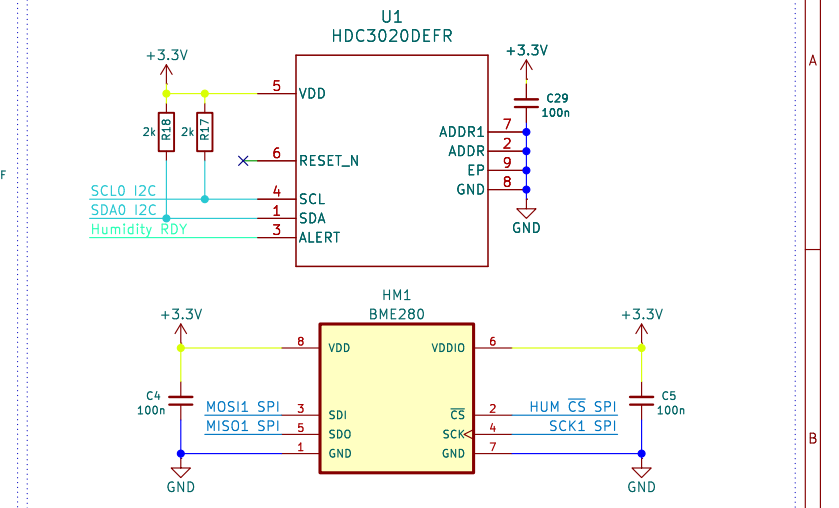 U1
HDC3020DEFR
+3.3V
+3.3V
A
5 VDD
C29
100n
2k R18 2k R17
7 ADDR1
2 ADDR
6 RESET_N
9 EP
F
8 GND
SCL0 I2C 4 SCL
SDA0 I2C 1 SDA
Humidity RDY 3 ALERT
GND
HM1
BME280
+3.3V
+3.3V
8 VDD VDDIO 6
C4
100n
C5
100n
MOSI1 SPI 3 SDI CS 2 HUM CS SPI
MISO1 SPI 5 SDO SCK 4 SCK1 SPI
B
1 GND GND 7
GND
GND